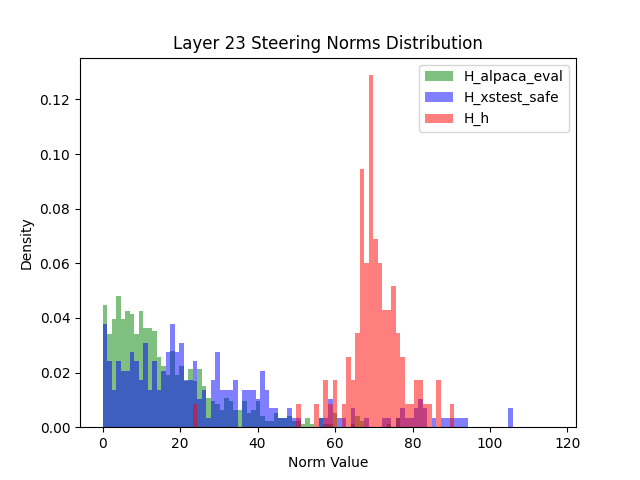 Layer 23 Steering Norms Distribution
H_alpaca_eval
H_xstest_safe
H_h
Density
0.12
0.10
0.08
0.06
0.04
0.02
0.00
0 20 40 60 80 100 120
Norm Value